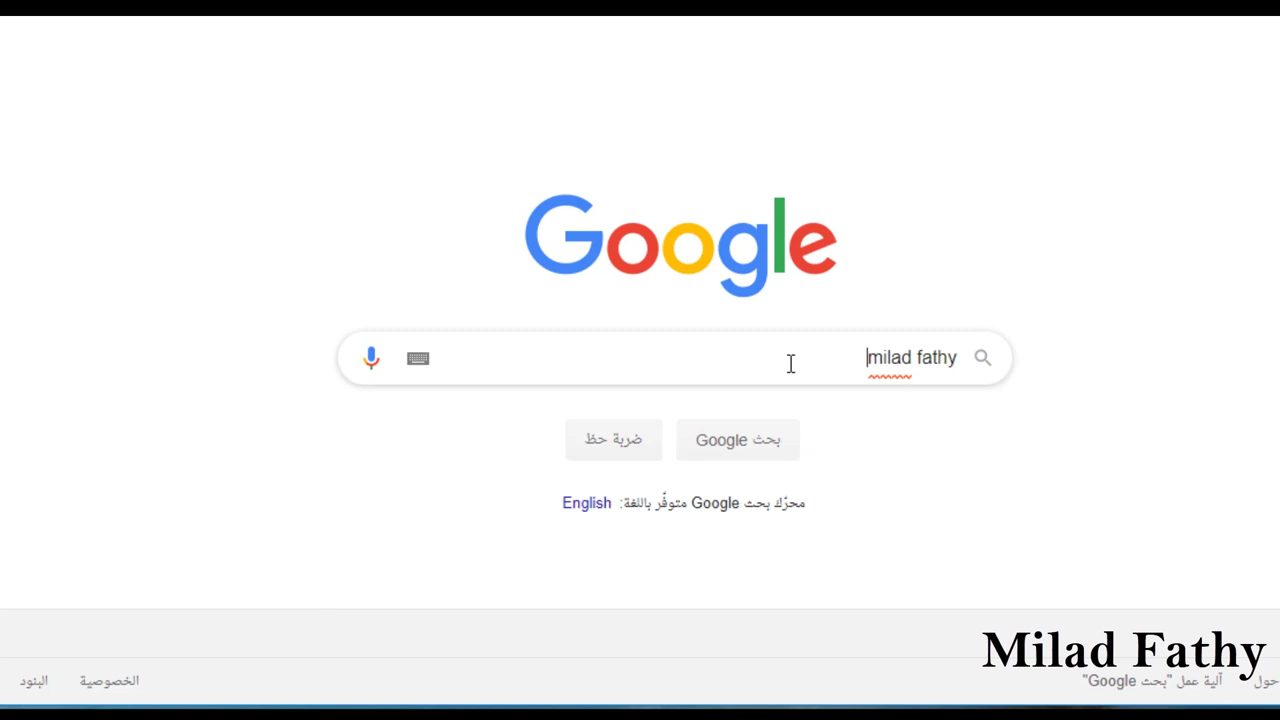 Google
milad fathy
بحث Google
ضربة حظ
محرّك بحث Google متوفّر باللغة: English
Milad Fathy
حول
آلية عمل "بحث Google"
الخصوصية
البنود